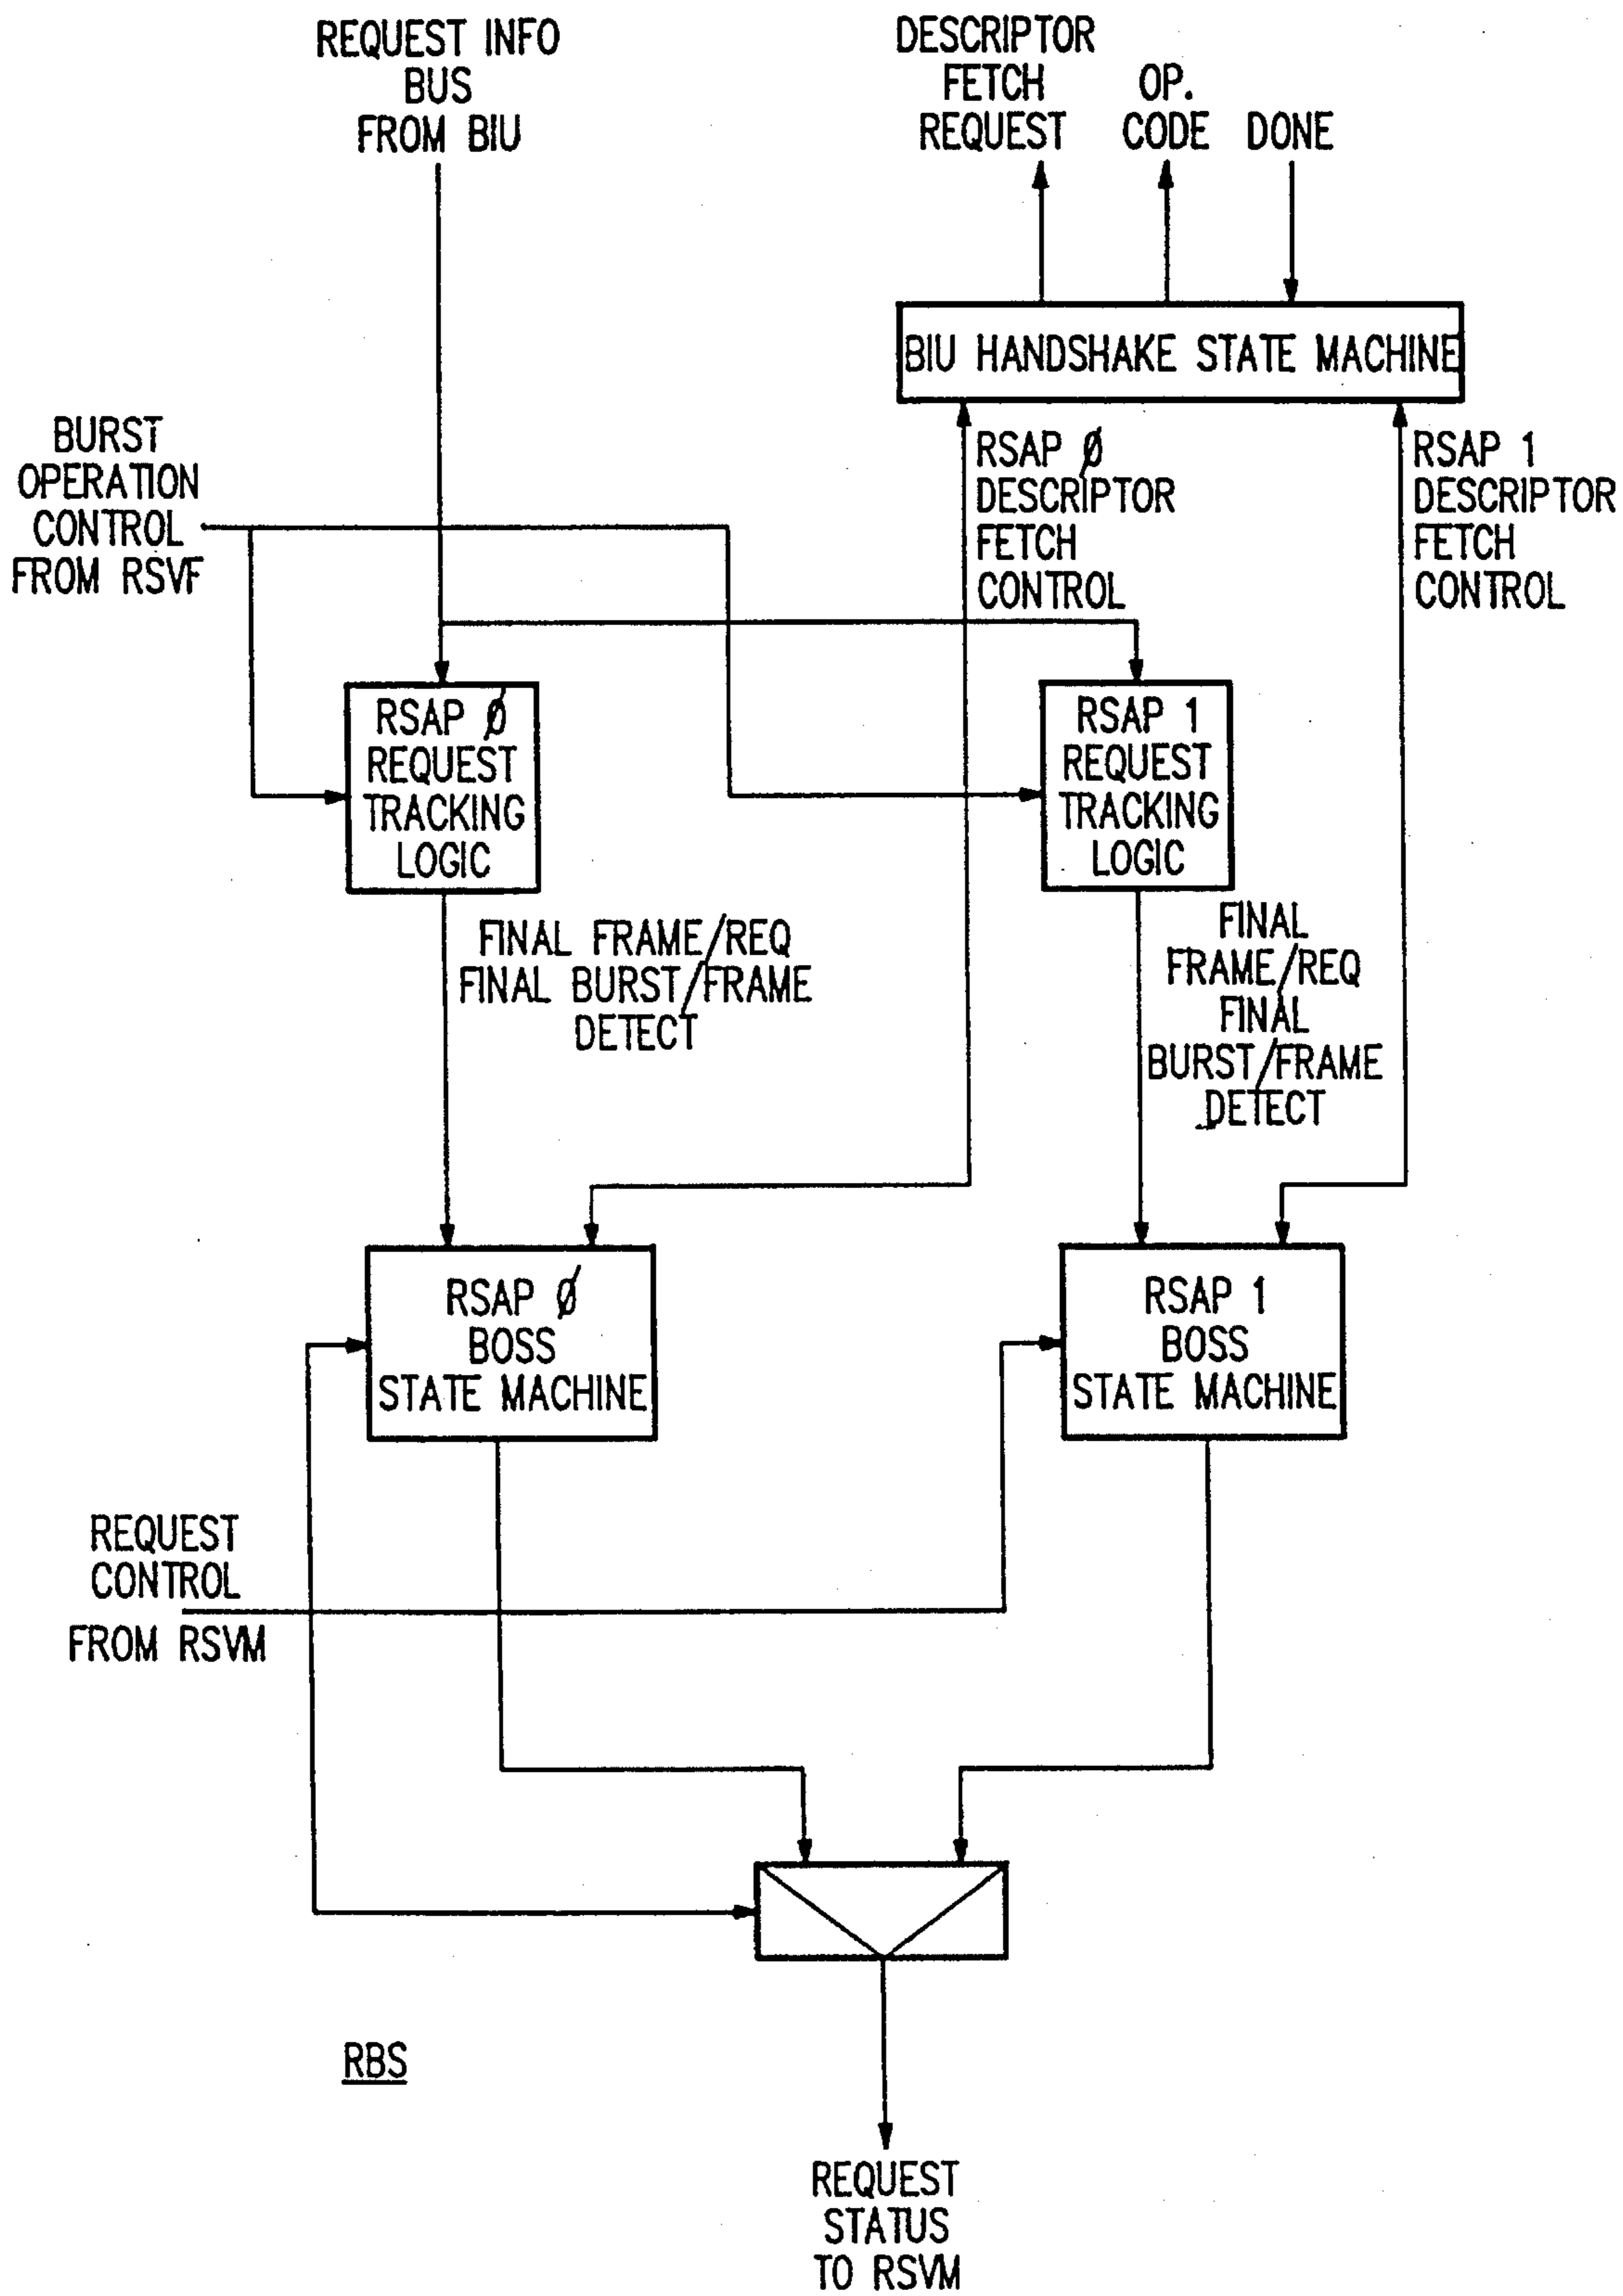 REQUEST INFO
BUS
FROM BIU
DESCRIPTOR
FETCH
REQUEST
OP.
CODE
DONE
BIU HANDSHAKE STATE MACHINE
BURST
OPERATION
CONTROL
FROM RSVF
RSAP Ø
DESCRIPTOR
FETCH
CONTROL
RSAP 1
DESCRIPTOR
FETCH
CONTROL
RSAP Ø
REQUEST
TRACKING
LOGIC
RSAP 1
REQUEST
TRACKING
LOGIC
FINAL FRAME/REQ
FINAL BURST/FRAME
DETECT
FINAL
FRAME/REQ
FINAL
BURST/FRAME
DETECT
RSAP Ø
BOSS
STATE MACHINE
RSAP 1
BOSS
STATE MACHINE
REQUEST
CONTROL
FROM RSVM
RBS
REQUEST
STATUS
TO RSVM